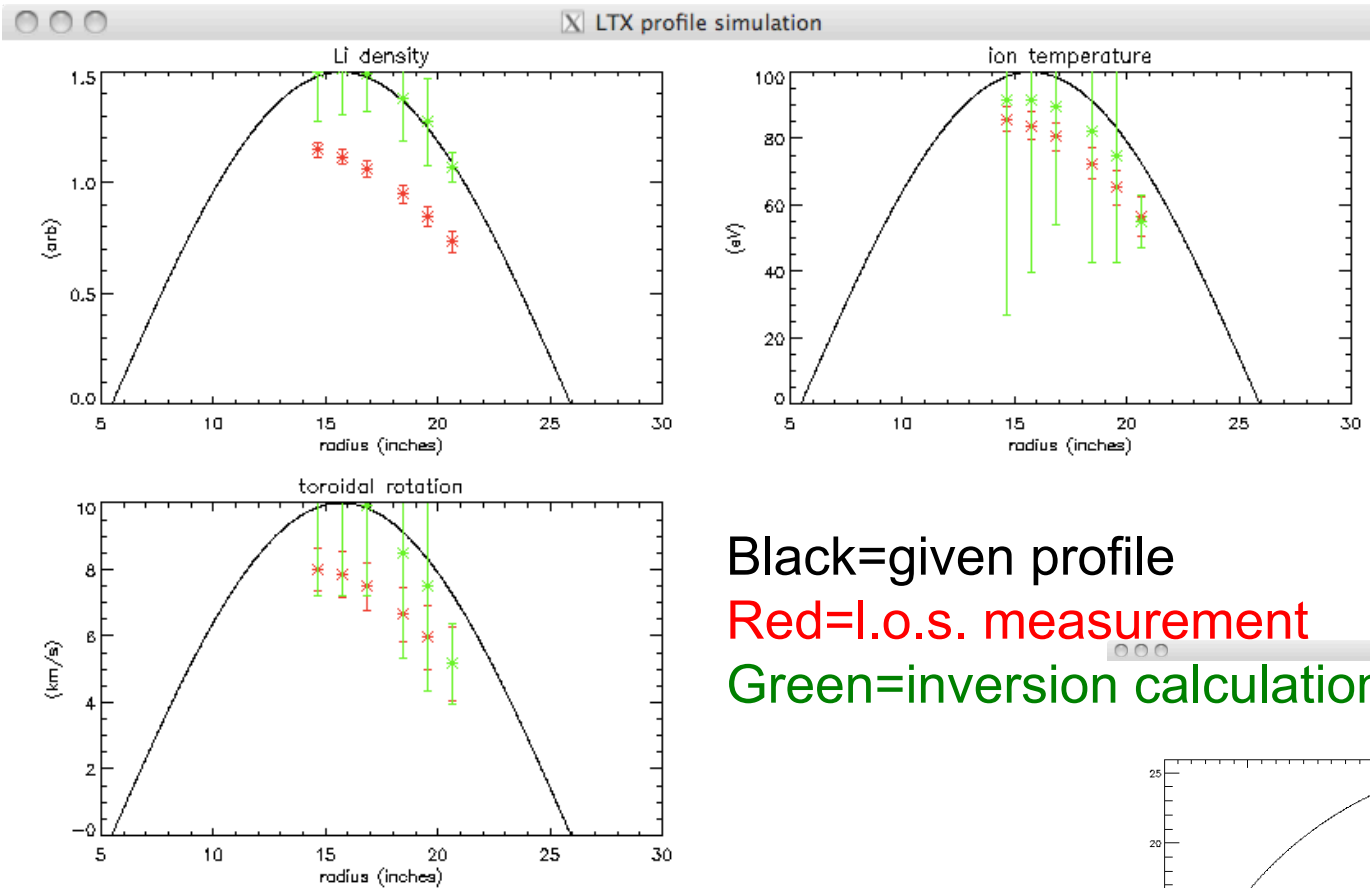 LTX profile simulation
Li density
1.5
1.0
0.5
0.0
(arb)
5 10 15 20 25 30
radius (inches)
ion temperature
100
80
60
40
20
0
(eV)
5 10 15 20 25 30
radius (inches)
toroidal rotation
10
8
6
4
2
-0
(km/s)
5 10 15 20 25 30
radius (inches)
Black=given profile
Red=l.o.s. measurement
Green=inversion calculation
25
20